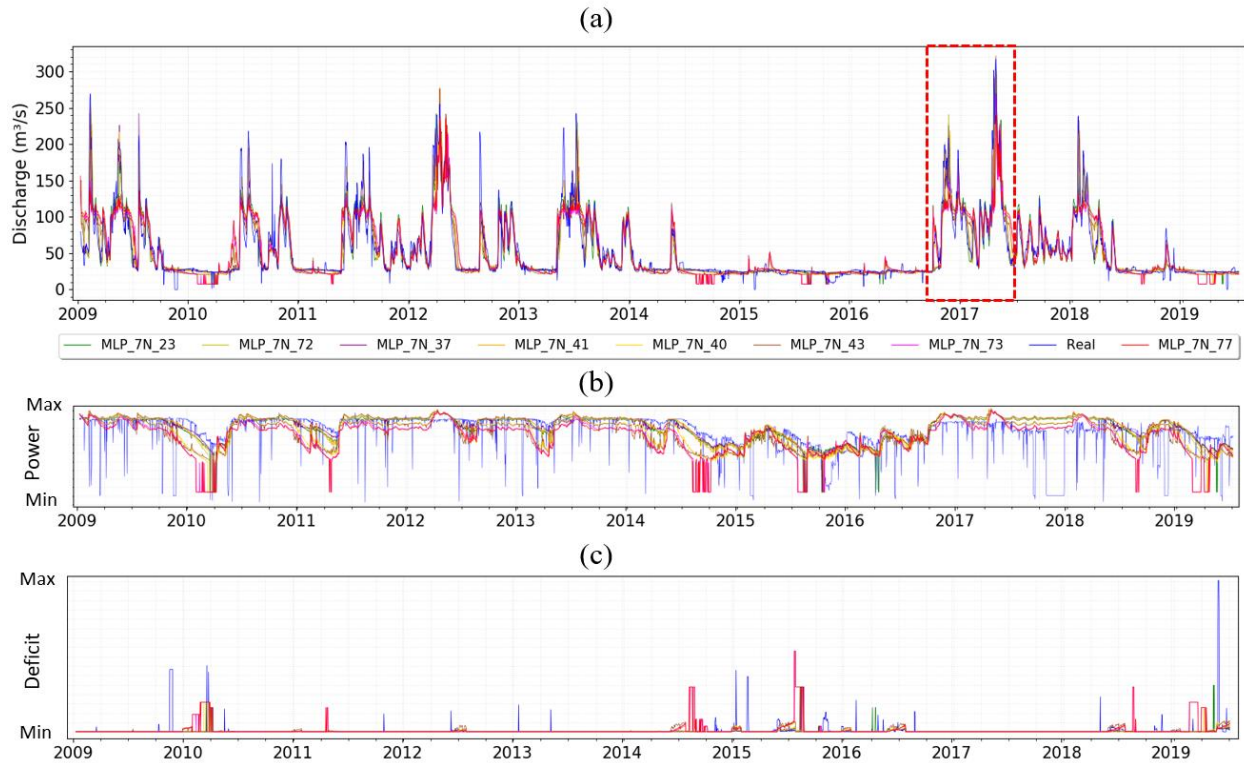 (a)
Discharge (m³/s)
300
250
200
150
100
50
0
2009 2010 2011 2012 2013 2014 2015 2016 2017 2018 2019
MLP_7N_23 MLP_7N_72 MLP_7N_37 MLP_7N_41 MLP_7N_40 MLP_7N_43 MLP_7N_73 Real MLP_7N_77
(b)
Max
Power
Min
2009 2010 2011 2012 2013 2014 2015 2016 2017 2018 2019
(c)
Max
Deficit
Min
2009 2010 2011 2012 2013 2014 2015 2016 2017 2018 2019